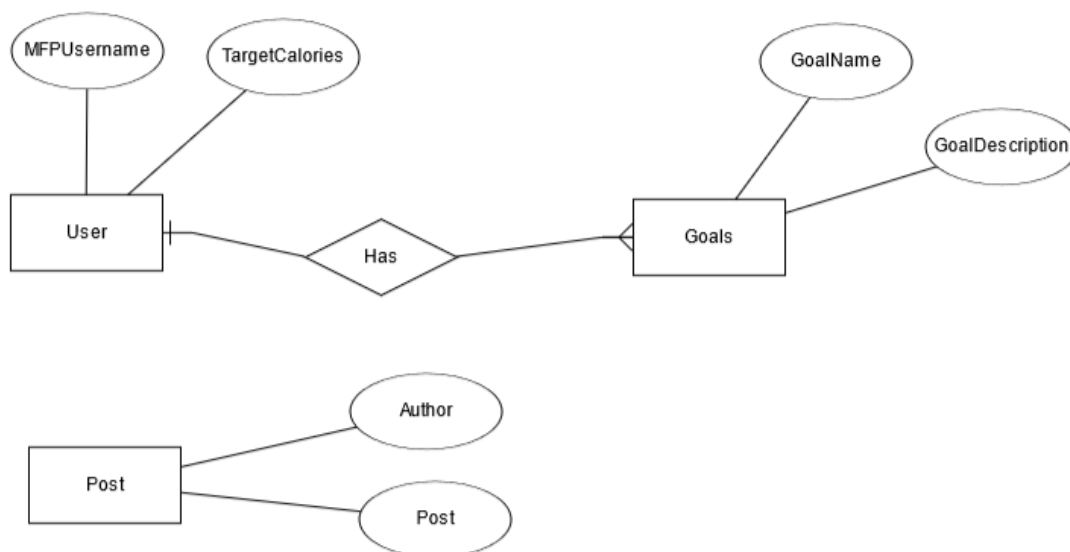 MFPUsername
TargetCalories
GoalName
GoalDescription
User
Has
Goals
Author
Post
Post